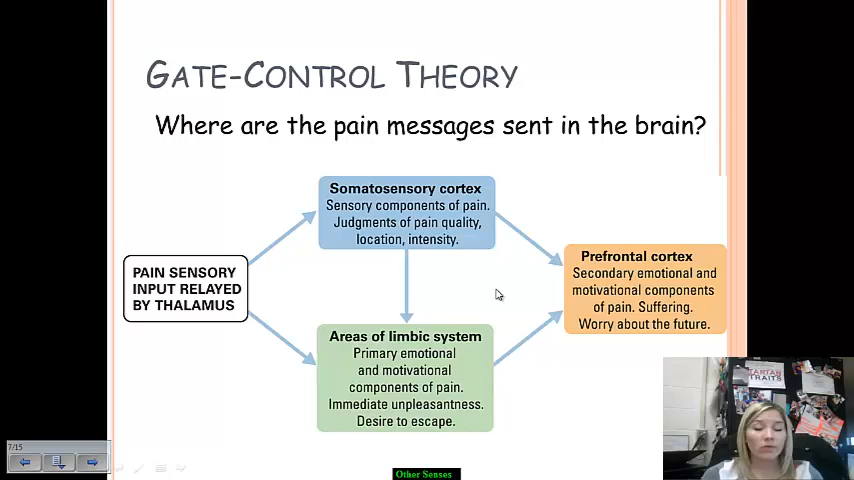 GATE-CONTROL THEORY
Where are the pain messages sent in the brain?
Somatosensory cortex
Sensory components of pain.
Judgments of pain quality,
location, intensity.
PAIN SENSORY
INPUT RELAYED
BY THALAMUS
Prefrontal cortex
Secondary emotional and
motivational components
of pain. Suffering.
Worry about the future.
Areas of limbic system
Primary emotional
and motivational
components of pain.
Immediate unpleasantness.
Desire to escape.
TARTAN
TRAITS
7/15
Other Senses